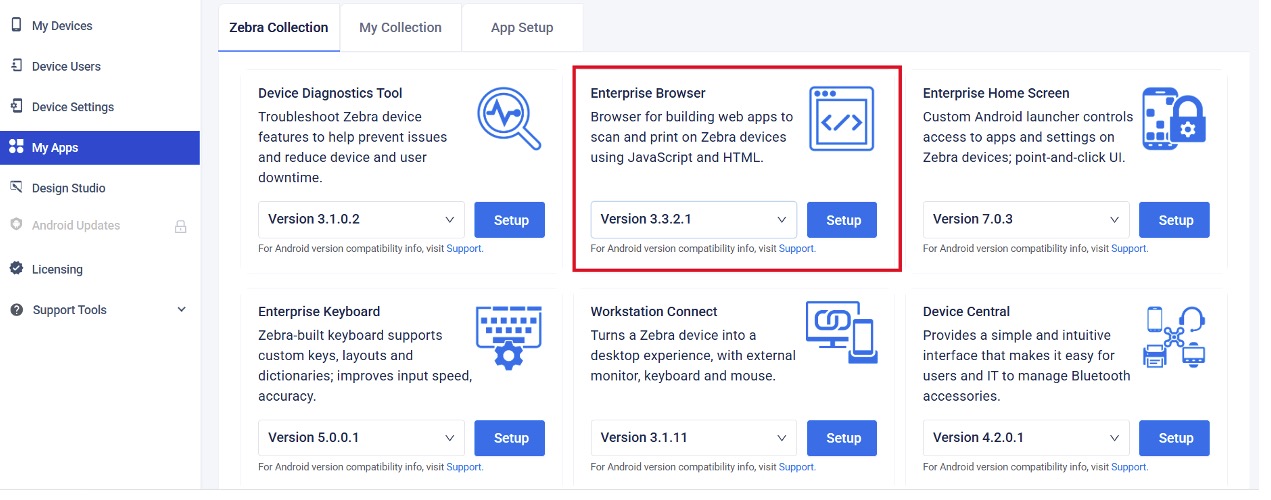 My Devices
Device Users
Device Settings
My Apps
Design Studio
Android Updates
Licensing
Support Tools
Zebra Collection
My Collection
App Setup
Device Diagnostics Tool
Troubleshoot Zebra device
features to help prevent issues
and reduce device and user
downtime.
Version 3.1.0.2
Setup
For Android version compatibility info, visit Support.
Enterprise Browser
Browser for building web apps to
scan and print on Zebra devices
using JavaScript and HTML.
Version 3.3.2.1
Setup
For Android version compatibility info, visit Support.
Enterprise Home Screen
Custom Android launcher controls
access to apps and settings on
Zebra devices; point-and-click UI.
Version 7.0.3
Setup
For Android version compatibility info, visit Support.
Enterprise Keyboard
Zebra-built keyboard supports
custom keys, layouts and
dictionaries; improves input speed,
accuracy.
Version 5.0.0.1
Setup
For Android version compatibility info, visit Support.
Workstation Connect
Turns a Zebra device into a
desktop experience, with external
monitor, keyboard and mouse.
Version 3.1.11
Setup
For Android version compatibility info, visit Support.
Device Central
Provides a simple and intuitive
interface that makes it easy for
users and IT to manage Bluetooth
accessories.
Version 4.2.0.1
Setup
For Android version compatibility info, visit Support.